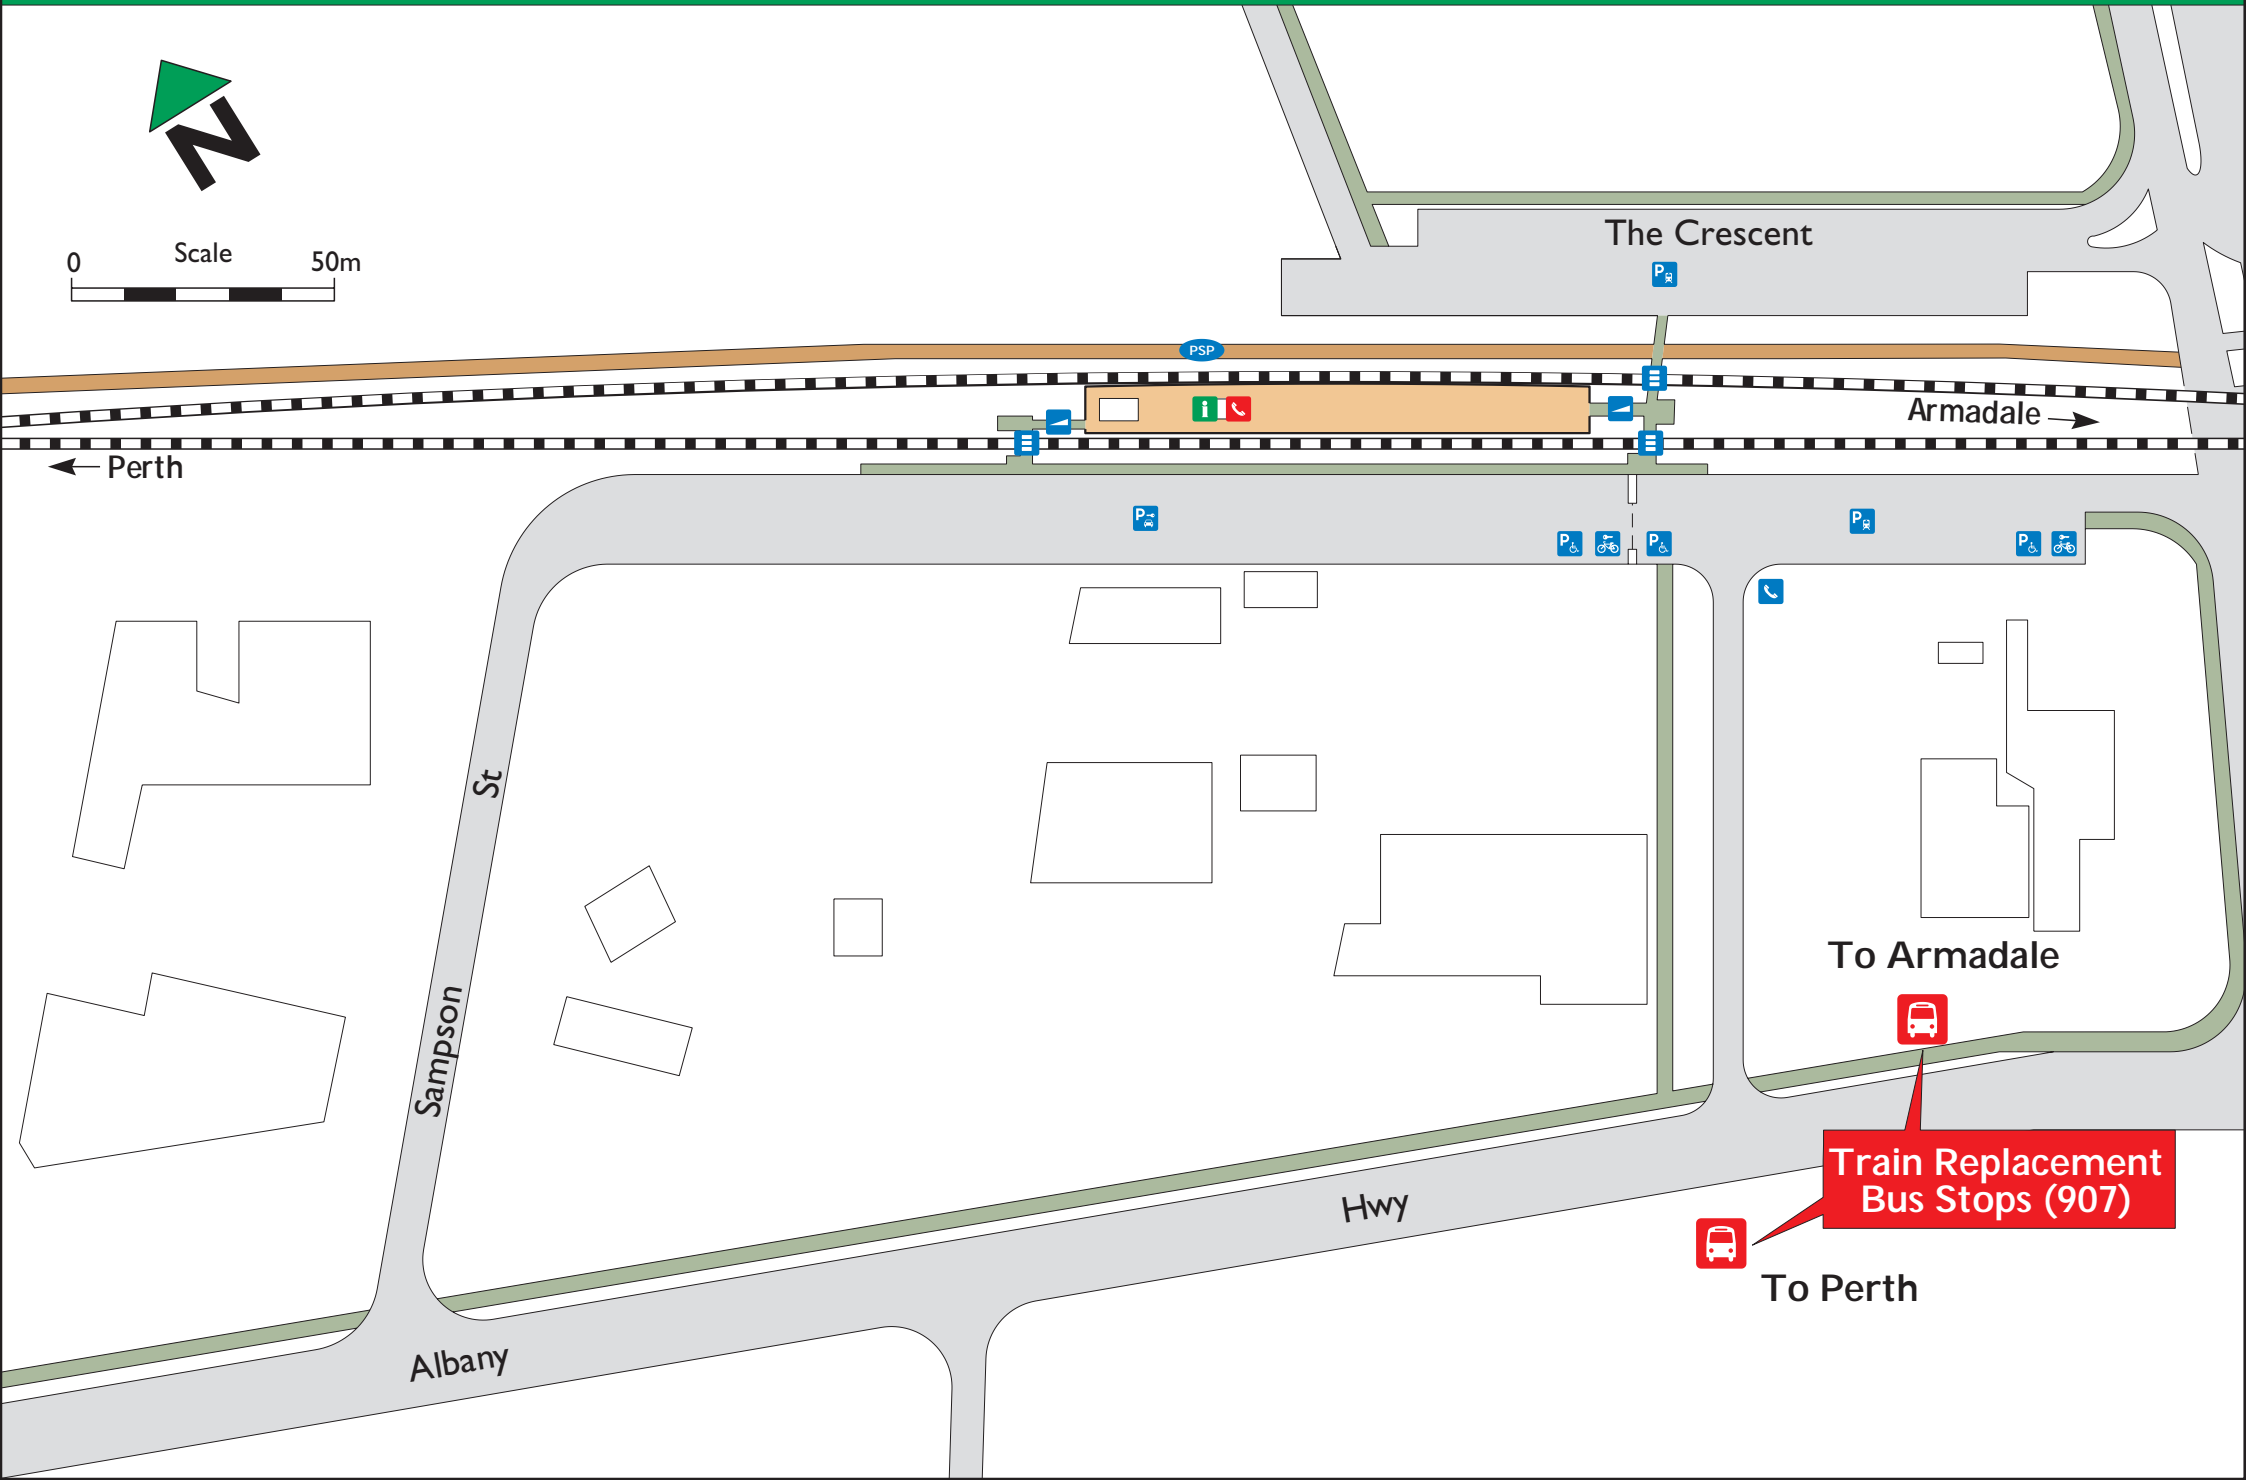 N
Scale
0 50m
The Crescent
P
PSP
i
Armadale
Perth
P
P
P
P
P
St
Sampson
To Armadale
Train Replacement
Bus Stops (907)
Hwy
To Perth
Albany